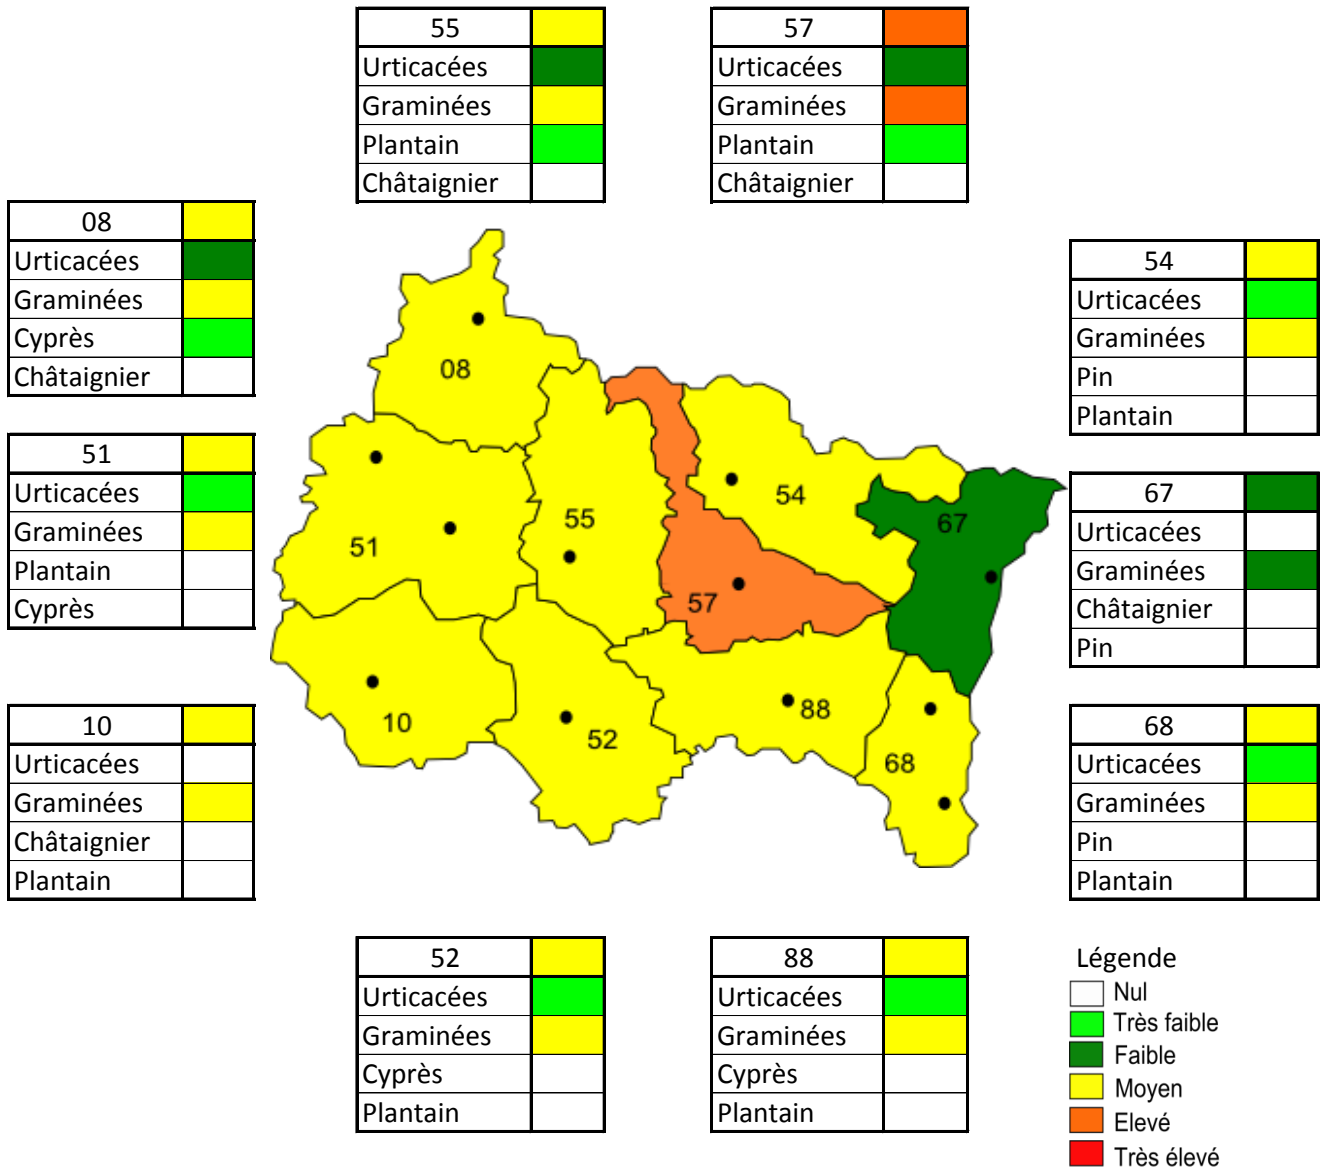 55
Urticacées
Graminées
Plantain
Châtaignier
57
Urticacées
Graminées
Plantain
Châtaignier
08
Urticacées
Graminées
Cyprès
Châtaignier
54
Urticacées
Graminées
Pin
Plantain
51
Urticacées
Graminées
Plantain
Cyprès
67
Urticacées
Graminées
Châtaignier
Pin
10
Urticacées
Graminées
Châtaignier
Plantain
68
Urticacées
Graminées
Pin
Plantain
08
54
67
55
51
57
88
10
52
68
52
Urticacées
Graminées
Cyprès
Plantain
88
Urticacées
Graminées
Cyprès
Plantain
Légende
Nul
Très faible
Faible
Moyen
Elevé
Très élevé